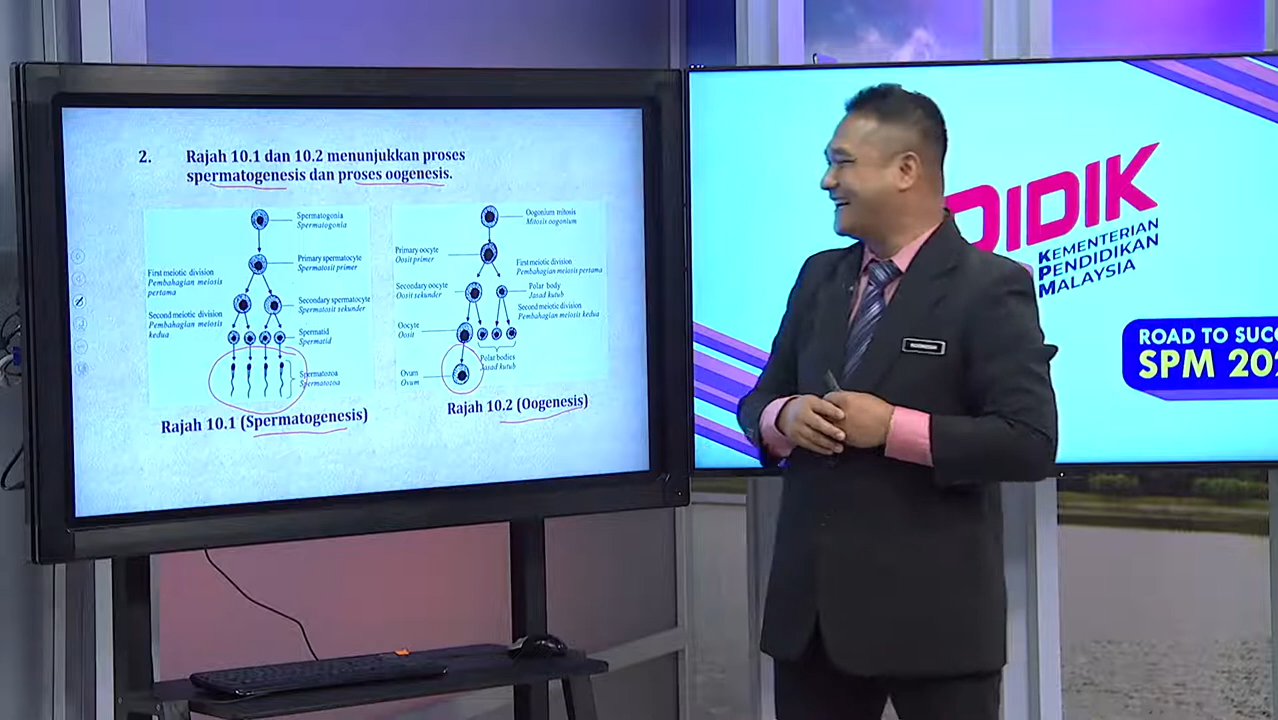 2. Rajah 10.1 dan 10.2 menunjukkan proses
spermatogenesis dan proses oogenesis.
Spermatogonia
Spermatogonia
Primary spermatocyte
Spermatosit primer
First meiotic division
Pembahagian meiosis
pertama
Secondary spermatocyte
Spermatosit sekunder
Second meiotic division
Pembahagian meiosis
kedua
Spermatid
Spermatid
Spermatozoa
Spermatozoa
Rajah 10.1 (Spermatogenesis)
Oogonium mitosis
Mitosis oogonium
Primary oocyte
Oosit primer
First meiotic division
Pembahagian meiosis pertama
Secondary oocyte
Oosit sekunder
Polar body
Jasad kutub
Second meiotic division
Pembahagian meiosis kedua
Oocyte
Oosit
Polar bodies
Jasad kutub
Ovum
Ovum
Rajah 10.2 (Oogenesis)
DIDIK
KEMENTERIAN
PENDIDIKAN
MALAYSIA
ROAD TO SUCC
SPM 202